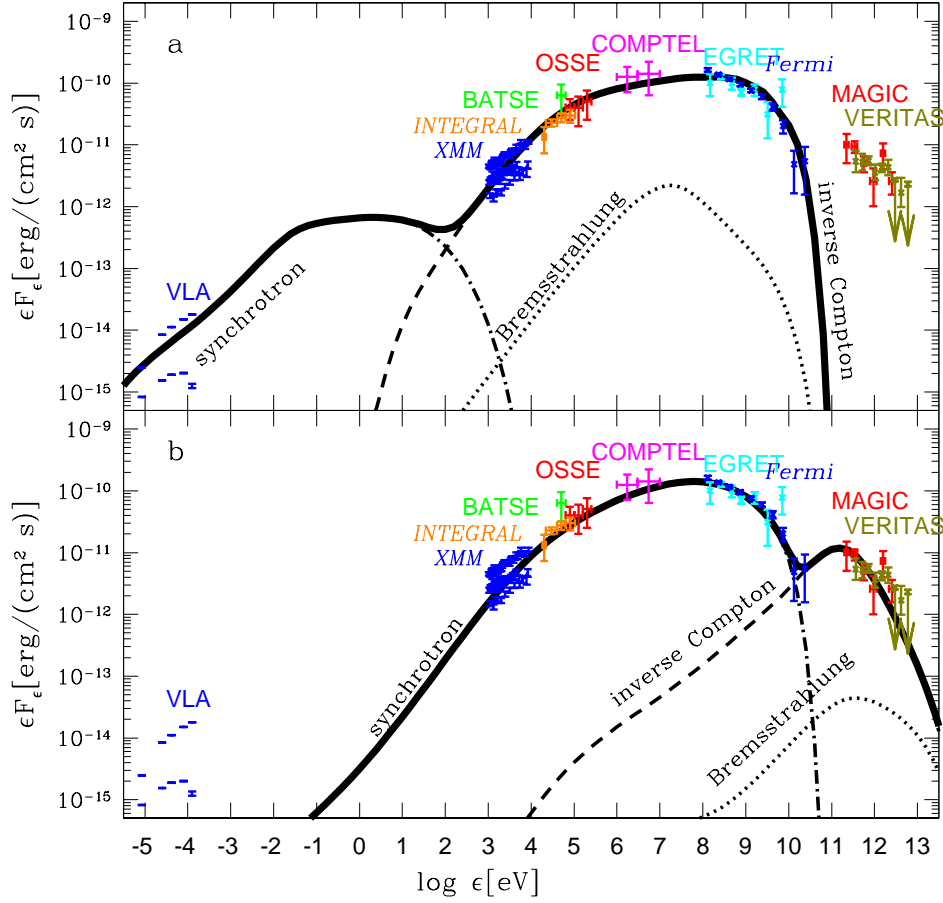 10⁻⁹
a
COMPTEL
OSSE
EGRET
Fermi
10⁻¹⁰
BATSE
MAGIC
INTEGRAL
VERITAS
XMM
10⁻¹¹
10⁻¹²
10⁻¹³
10⁻¹⁴
10⁻¹⁵
ϵF_ϵ[erg/(cm² s)]
VLA
synchrotron
Bremsstrahlung
inverse Compton
10⁻⁹
b
COMPTEL
OSSE
EGRET
Fermi
10⁻¹⁰
BATSE
MAGIC
INTEGRAL
VERITAS
XMM
10⁻¹¹
10⁻¹²
10⁻¹³
10⁻¹⁴
10⁻¹⁵
ϵF_ϵ[erg/(cm² s)]
VLA
synchrotron
inverse Compton
Bremsstrahlung
-5 -4 -3 -2 -1 0 1 2 3 4 5 6 7 8 9 10 11 12 13
log ϵ[eV]